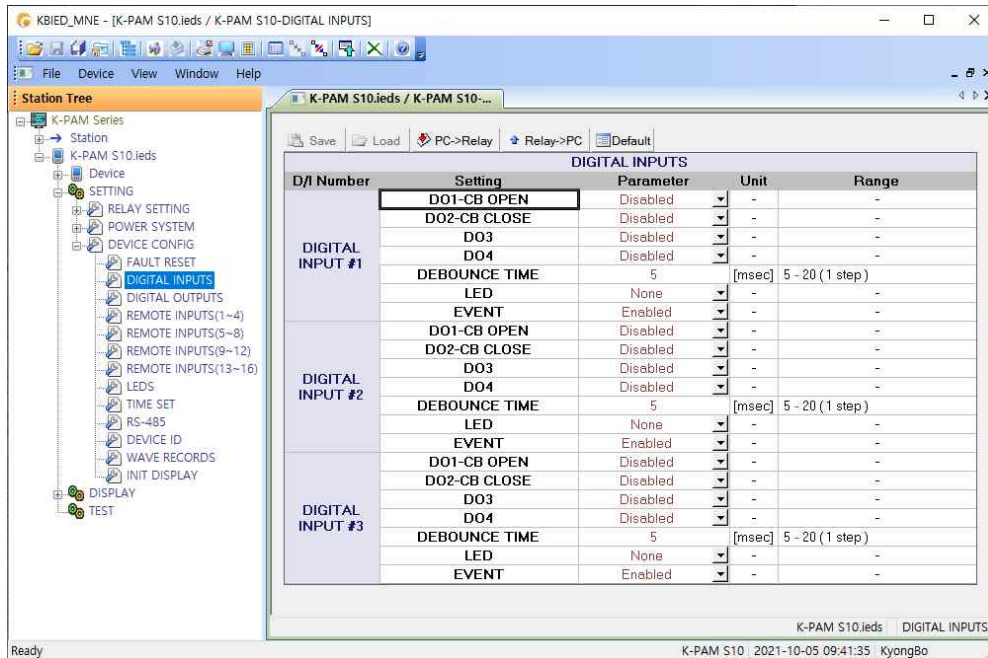 KBIED_MNE - [K-PAM S10.ieds / K-PAM S10-DIGITAL INPUTS]
File Device View Window Help
Station Tree
K-PAM Series
Station
K-PAM S10.ieds
Device
SETTING
RELAY SETTING
POWER SYSTEM
DEVICE CONFIG
FAULT RESET
DIGITAL INPUTS
DIGITAL OUTPUTS
REMOTE INPUTS(1~4)
REMOTE INPUTS(5~8)
REMOTE INPUTS(9~12)
REMOTE INPUTS(13~16)
LEDS
TIME SET
RS-485
DEVICE ID
WAVE RECORDS
INIT DISPLAY
DISPLAY
TEST
K-PAM S10.ieds / K-PAM S10-...
Save Load PC->Relay Relay->PC Default
DIGITAL INPUTS
D/I Number Setting Parameter Unit Range
DIGITAL INPUT #1
DO1-CB OPEN Disabled - -
DO2-CB CLOSE Disabled - -
DO3 Disabled - -
DO4 Disabled - -
DEBOUNCE TIME 5 [msec] 5 - 20 ( 1 step )
LED None - -
EVENT Enabled - -
DIGITAL INPUT #2
DO1-CB OPEN Disabled - -
DO2-CB CLOSE Disabled - -
DO3 Disabled - -
DO4 Disabled - -
DEBOUNCE TIME 5 [msec] 5 - 20 ( 1 step )
LED None - -
EVENT Enabled - -
DIGITAL INPUT #3
DO1-CB OPEN Disabled - -
DO2-CB CLOSE Disabled - -
DO3 Disabled - -
DO4 Disabled - -
DEBOUNCE TIME 5 [msec] 5 - 20 ( 1 step )
LED None - -
EVENT Enabled - -
K-PAM S10.ieds DIGITAL INPUTS
Ready K-PAM S10 2021-10-05 09:41:35 KyongBo